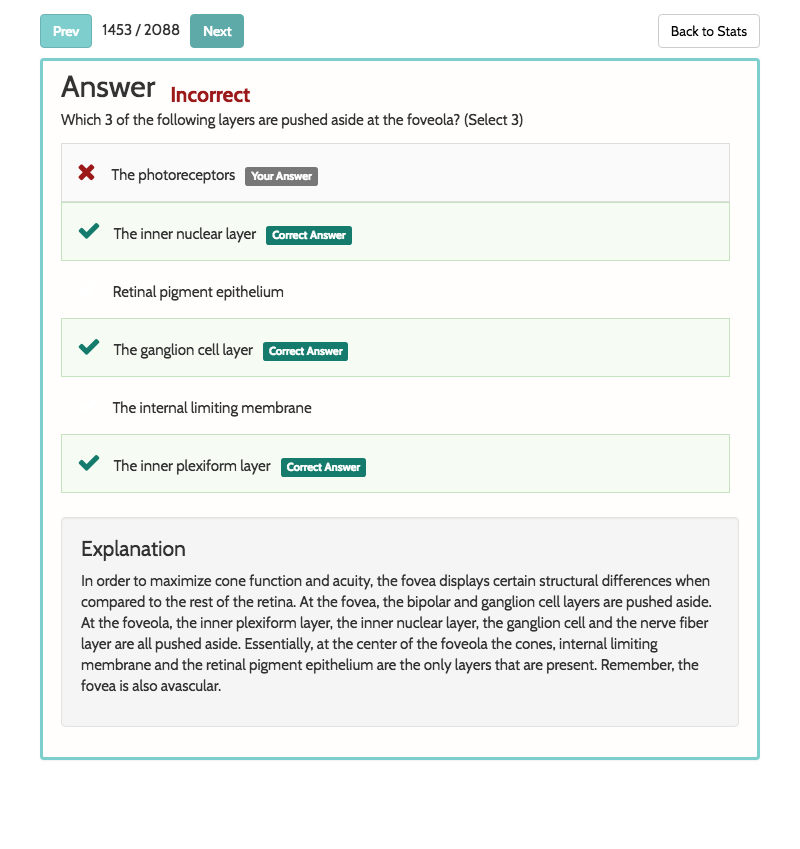 Prev 1453 / 2088 Next Back to Stats
Answer Incorrect
Which 3 of the following layers are pushed aside at the foveola? (Select 3)
The photoreceptors Your Answer
The inner nuclear layer Correct Answer
Retinal pigment epithelium
The ganglion cell layer Correct Answer
The internal limiting membrane
The inner plexiform layer Correct Answer
Explanation
In order to maximize cone function and acuity, the fovea displays certain structural differences when
compared to the rest of the retina. At the fovea, the bipolar and ganglion cell layers are pushed aside.
At the foveola, the inner plexiform layer, the inner nuclear layer, the ganglion cell and the nerve fiber
layer are all pushed aside. Essentially, at the center of the foveola the cones, internal limiting
membrane and the retinal pigment epithelium are the only layers that are present. Remember, the
fovea is also avascular.